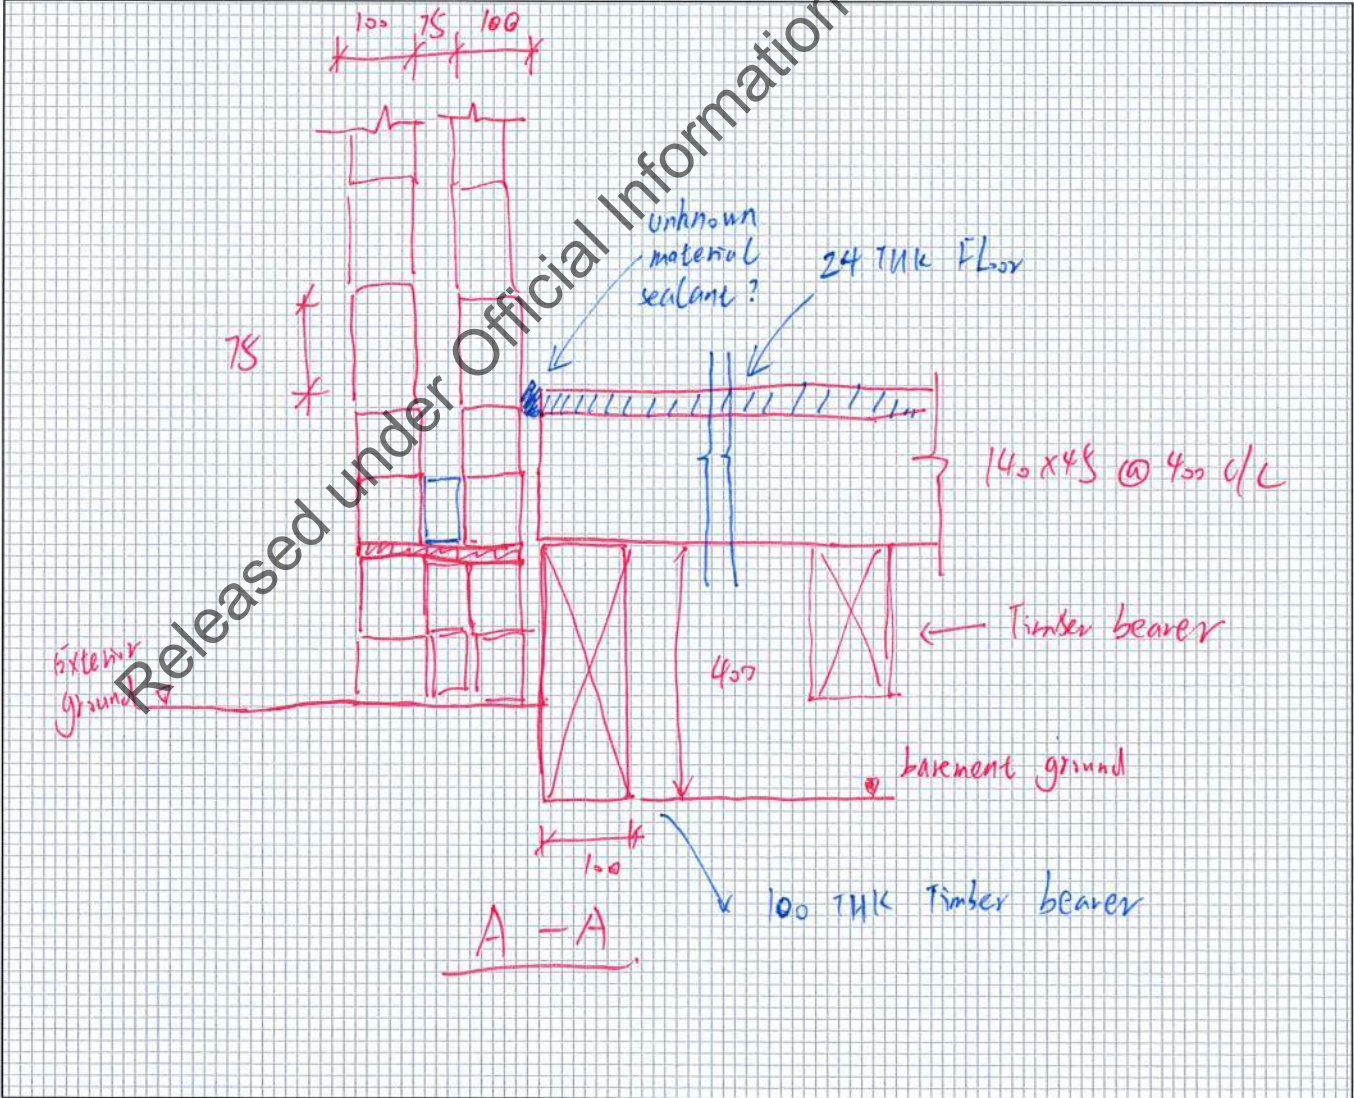 100 75 100
unknown
material
sealant?
24 THK Floor
75
140x45 @ 400 C/L
Timber bearer
400
Exterior
ground
basement ground
100
100 THK Timber bearer
A - A
Released under Official Information